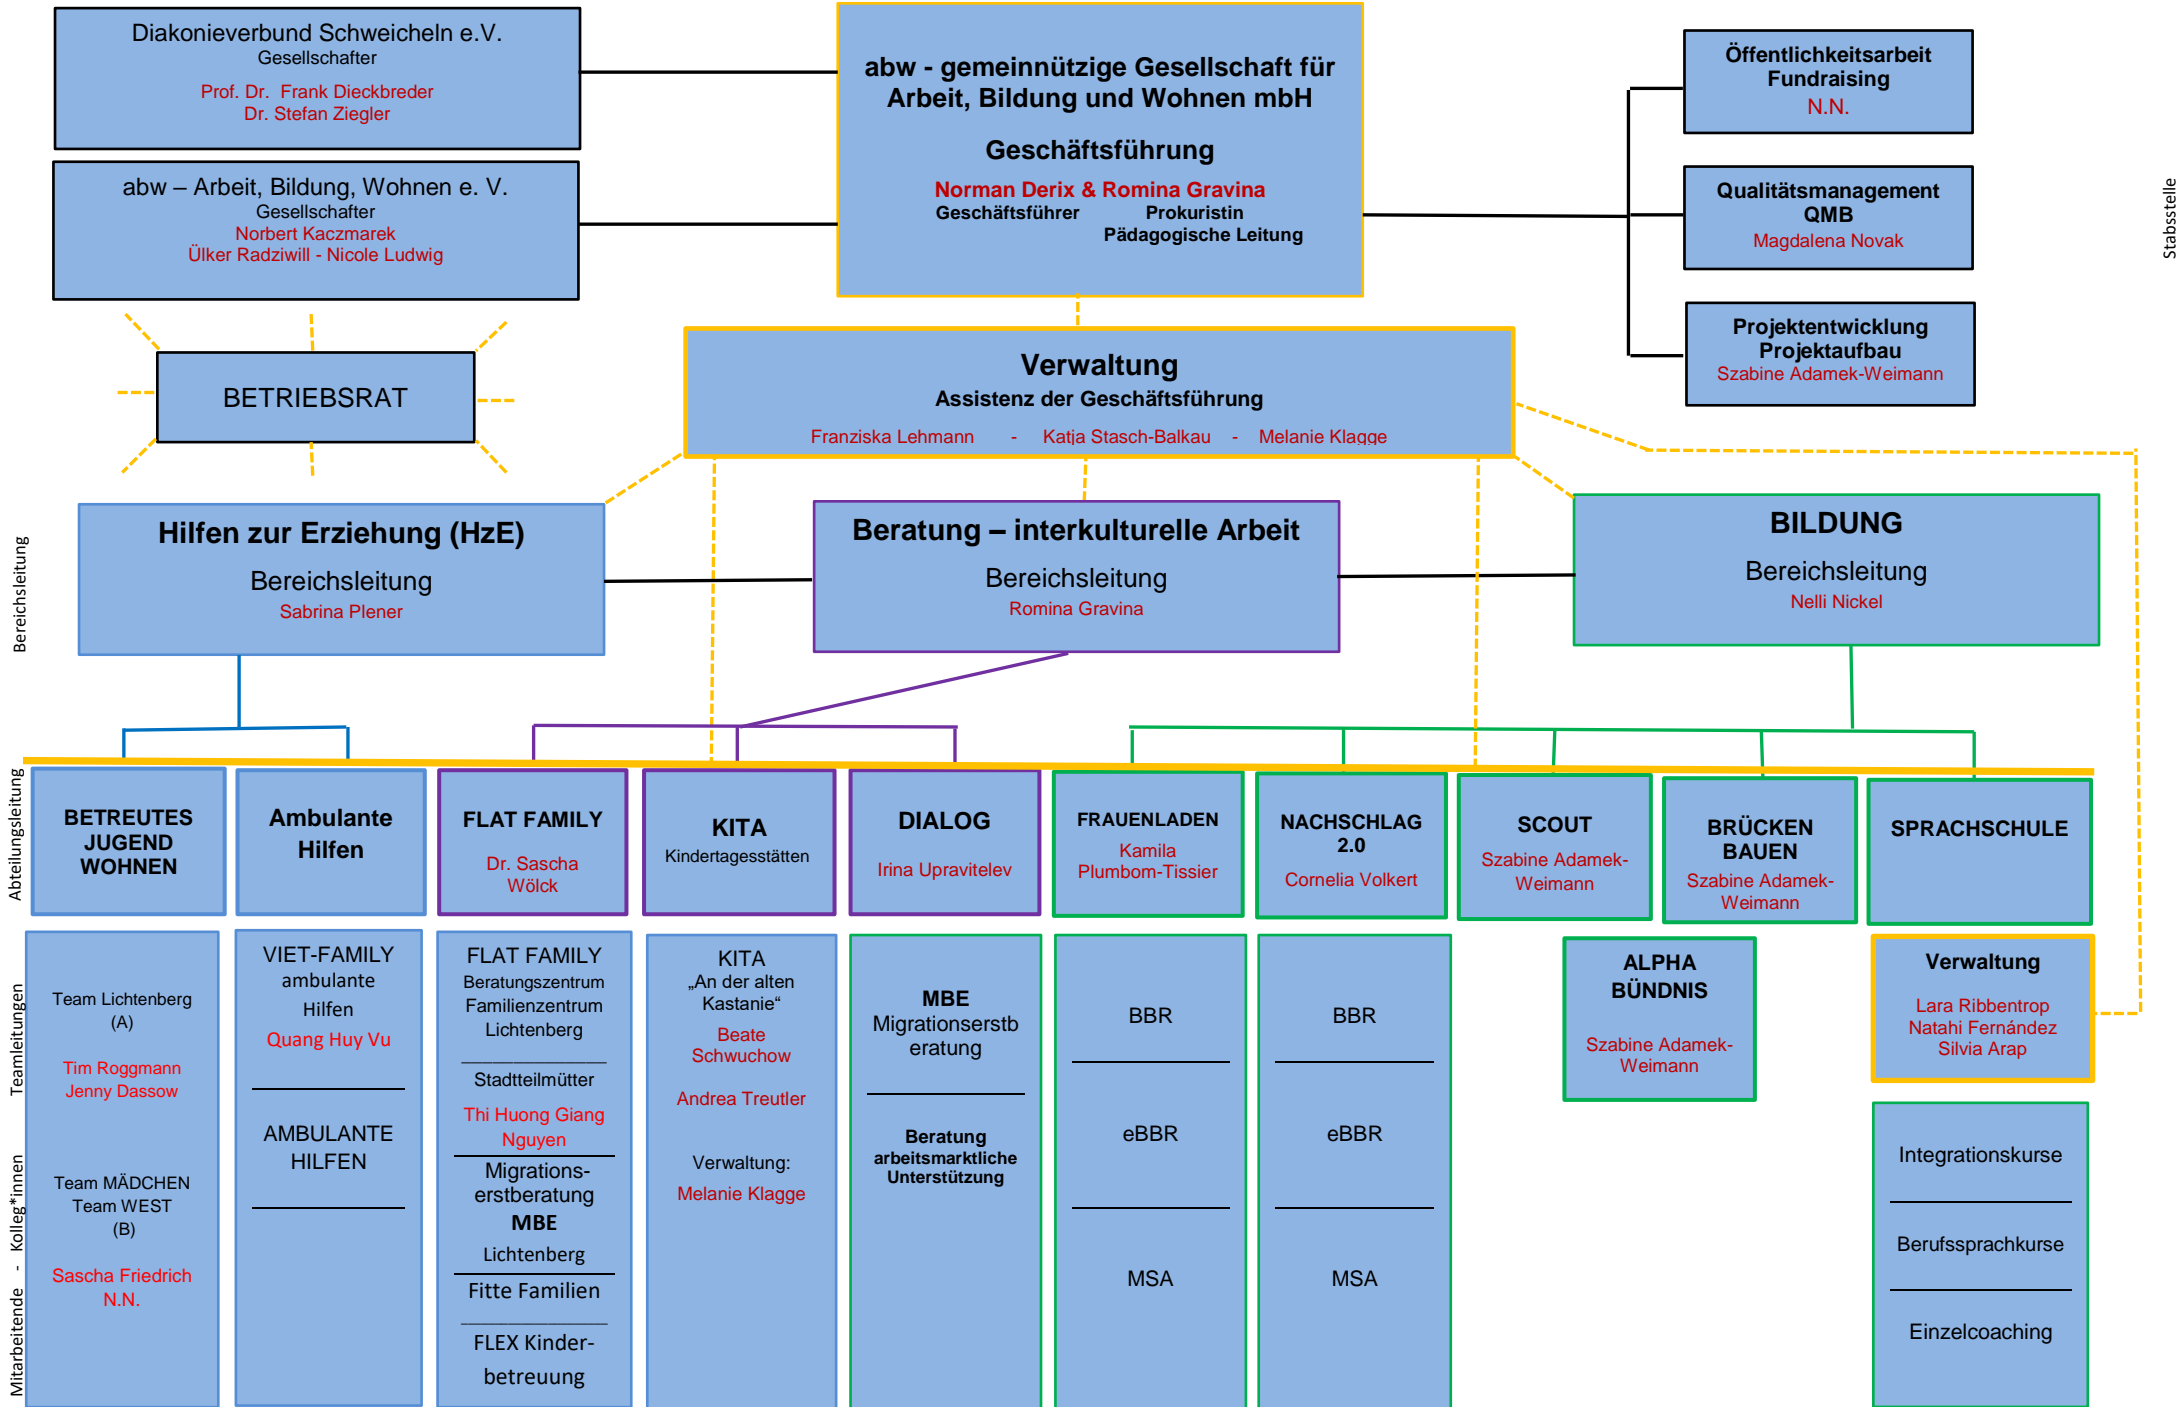 Diakonieverbund Schweicheln e.V.
Gesellschafter
Prof. Dr. Frank Dieckbreder
Dr. Stefan Ziegler
abw – Arbeit, Bildung, Wohnen e. V.
Gesellschafter
Norbert Kaczmarek
Ülker Radziwill - Nicole Ludwig
abw - gemeinnützige Gesellschaft für
Arbeit, Bildung und Wohnen mbH
Geschäftsführung
Norman Derix & Romina Gravina
Geschäftsführer Prokuristin
Pädagogische Leitung
Öffentlichkeitsarbeit
Fundraising
N.N.
Qualitätsmanagement
QMB
Magdalena Novak
Projektentwicklung
Projektaufbau
Szabine Adamek-Weimann
Stabsstelle
BETRIEBSRAT
Verwaltung
Assistenz der Geschäftsführung
Franziska Lehmann - Katja Stasch-Balkau - Melanie Klagge
Bereichsleitung
Hilfen zur Erziehung (HzE)
Bereichsleitung
Sabrina Plener
Beratung – interkulturelle Arbeit
Bereichsleitung
Romina Gravina
BILDUNG
Bereichsleitung
Nelli Nickel
Abteilungsleitung
BETREUTES
JUGEND
WOHNEN
Ambulante
Hilfen
FLAT FAMILY
Dr. Sascha
Wölck
KITA
Kindertagesstätten
DIALOG
Irina Upravitelev
FRAUENLADEN
Kamila
Plumbom-Tissier
NACHSCHLAG
2.0
Cornelia Volkert
SCOUT
Szabine Adamek-
Weimann
BRÜCKEN
BAUEN
Szabine Adamek-
Weimann
SPRACHSCHULE
Mitarbeitende - Kolleg*innen Teamleitungen
Team Lichtenberg
(A)
Tim Roggmann
Jenny Dassow
Team MÄDCHEN
Team WEST
(B)
Sascha Friedrich
N.N.
VIET-FAMILY
ambulante
Hilfen
Quang Huy Vu
AMBULANTE
HILFEN
FLAT FAMILY
Beratungszentrum
Familienzentrum
Lichtenberg
Stadtteilmütter
Thi Huong Giang
Nguyen
Migrations-
erstberatung
MBE
Lichtenberg
Fitte Familien
FLEX Kinder-
betreuung
KITA
„An der alten
Kastanie“
Beate
Schwuchow
Andrea Treutler
Verwaltung:
Melanie Klagge
MBE
Migrationserstb
eratung
Beratung
arbeitsmarktliche
Unterstützung
BBR
eBBR
MSA
BBR
eBBR
MSA
ALPHA
BÜNDNIS
Szabine Adamek-
Weimann
Verwaltung
Lara Ribbentrop
Natahi Fernández
Silvia Arap
Integrationskurse
Berufssprachkurse
Einzelcoaching